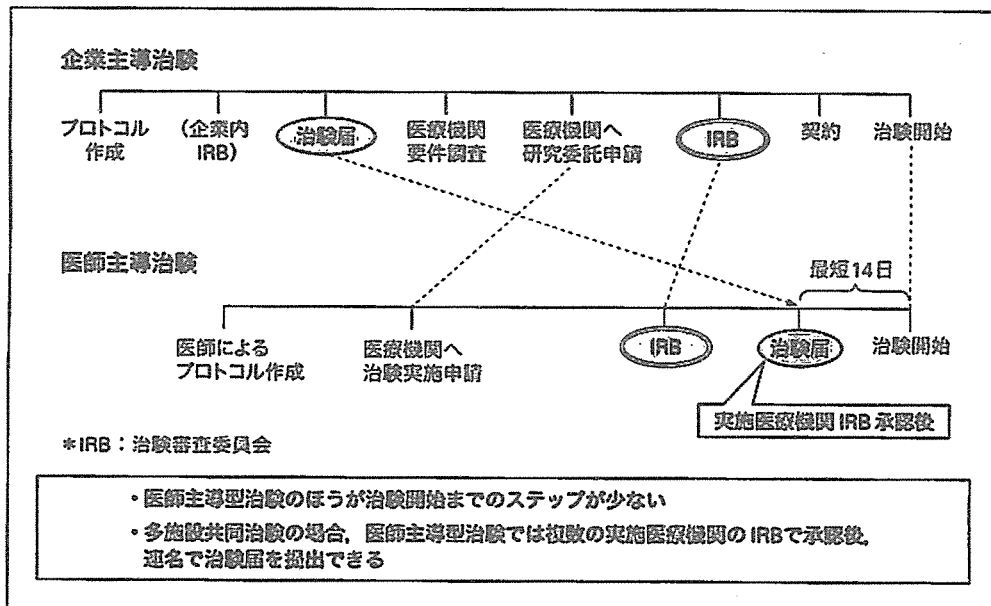 企業主導治験
プロトコル
作成
(企業内
IRB)
治験届
医療機関
要件調査
医療機関へ
研究委託申請
IRB
契約
治験開始
医師主導治験
最短14日
医師による
プロトコル作成
医療機関へ
治験実施申請
IRB
治験届
治験開始
実施医療機関 IRB 承認後
*IRB：治験審査委員会
・医師主導型治験のほうが治験開始までのステップが少ない
・多施設共同治験の場合，医師主導型治験では複数の実施医療機関の IRBで承認後，
連名で治験届を提出できる